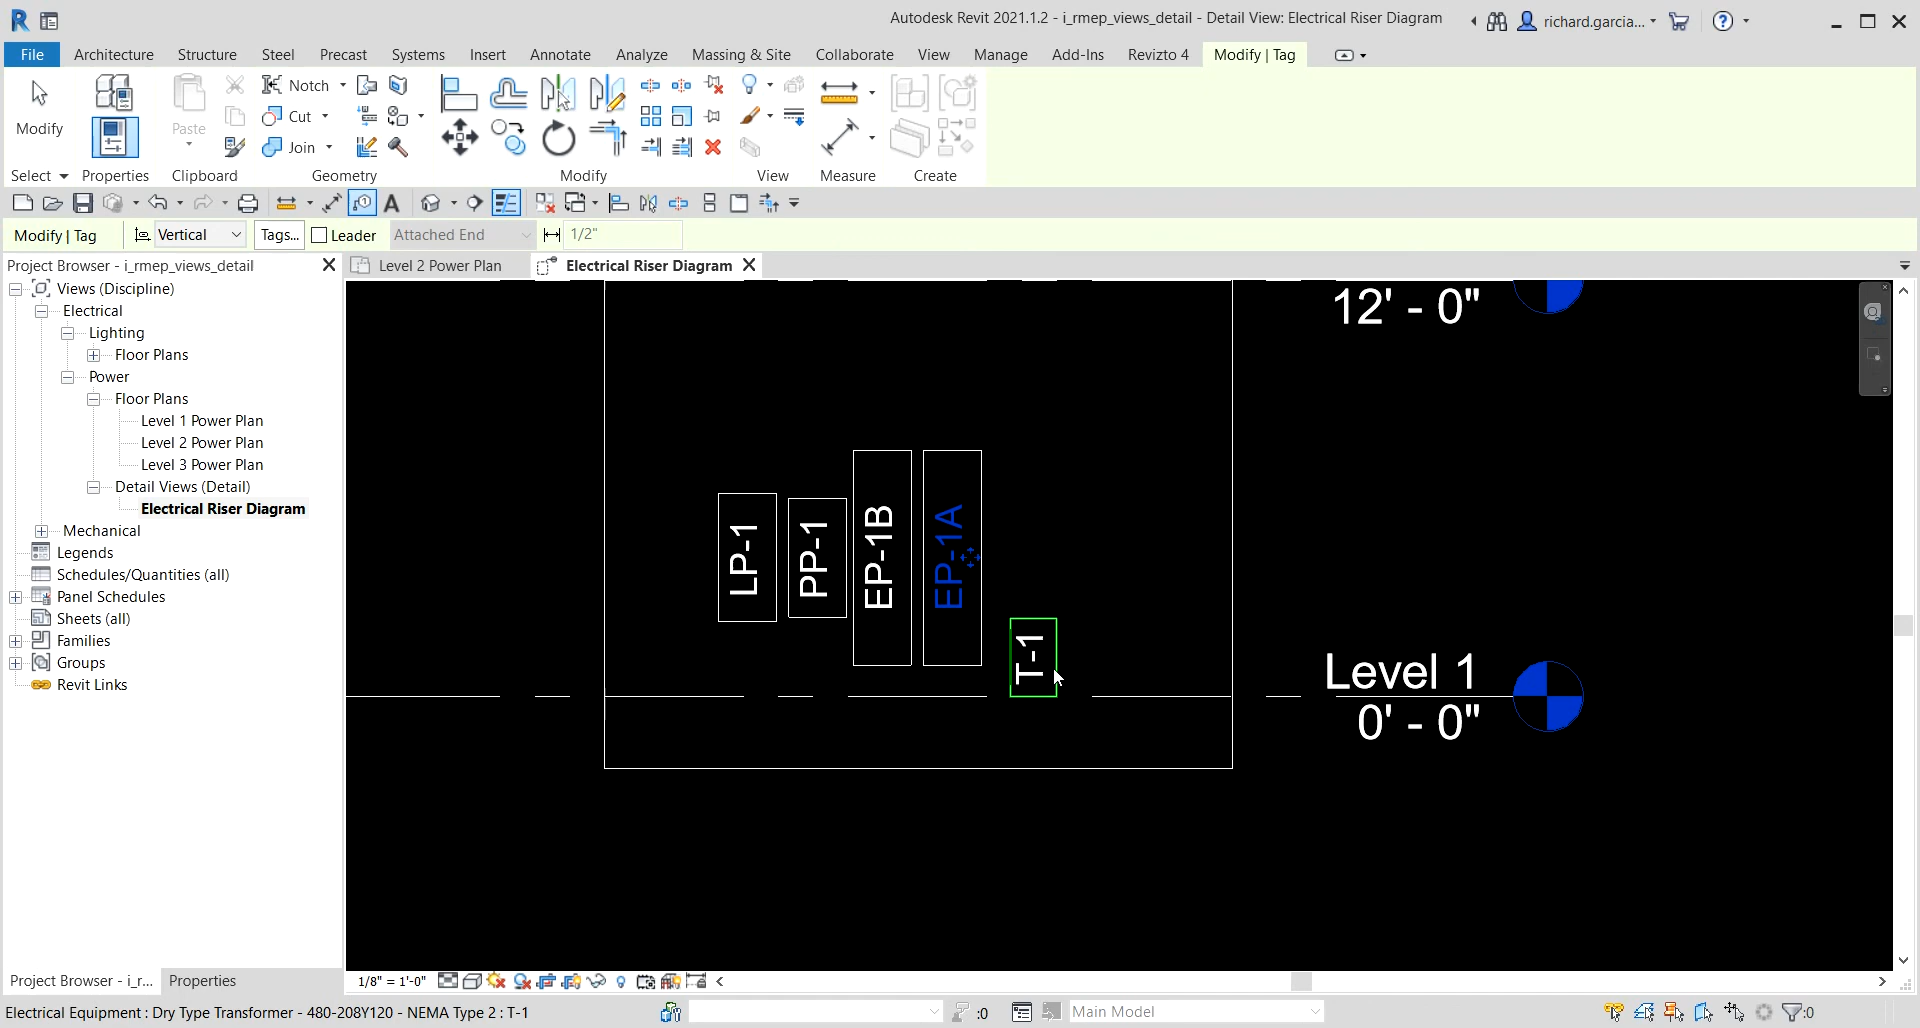 Autodesk Revit 2021.1.2 - i_rmep_views_detail - Detail View: Electrical Riser Diagram
richard.garcia...
File Architecture Structure Steel Precast Systems Insert Annotate Analyze Massing & Site Collaborate View Manage Add-Ins Revizto 4 Modify | Tag
Modify
Paste
Notch
Cut
Join
Select Properties Clipboard Geometry Modify View Measure Create
Modify | Tag Vertical Tags... Leader Attached End 1/2"
Project Browser - i_rmep_views_detail
Level 2 Power Plan
Electrical Riser Diagram
Views (Discipline)
Electrical
Lighting
Floor Plans
Power
Floor Plans
Level 1 Power Plan
Level 2 Power Plan
Level 3 Power Plan
Detail Views (Detail)
Electrical Riser Diagram
Mechanical
Legends
Schedules/Quantities (all)
Panel Schedules
Sheets (all)
Families
Groups
Revit Links
12' - 0"
LP-1
PP-1
EP-1B
EP-1A
T-1
Level 1
0' - 0"
Project Browser - i_r...
Properties
1/8" = 1'-0"
Electrical Equipment : Dry Type Transformer - 480-208Y120 - NEMA Type 2 : T-1
:0
Main Model
:0